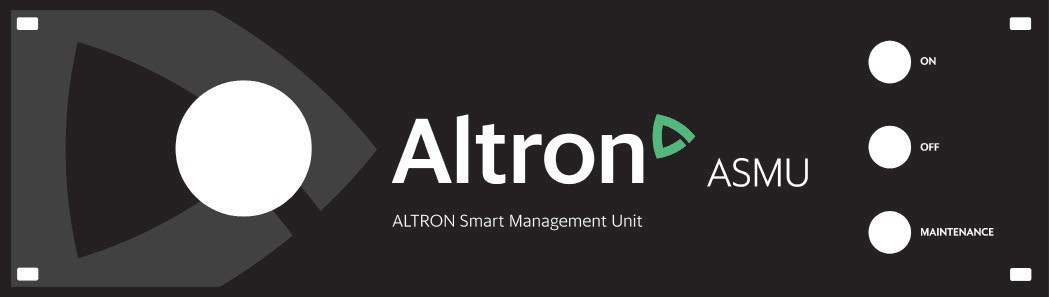 Altron ASMU
ALTRON Smart Management Unit
ON
OFF
MAINTENANCE